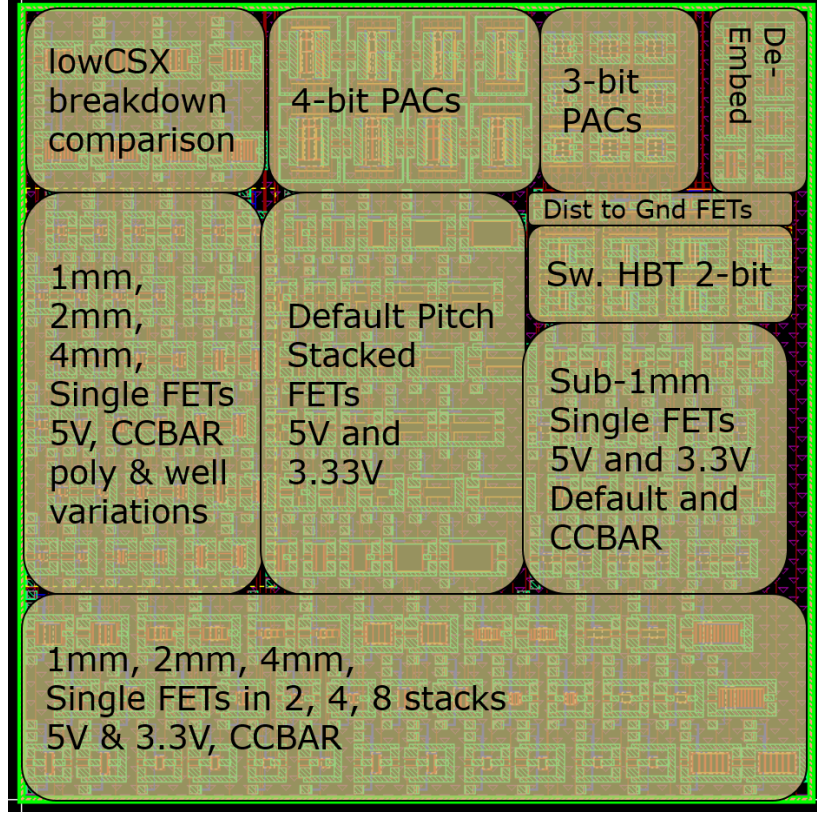 lowCSX
breakdown
comparison
4-bit PACs
3-bit
PACs
De-
Embed
Dist to Gnd FETs
Sw. HBT 2-bit
1mm,
2mm,
4mm,
Single FETs
5V, CCBAR
poly & well
variations
Default Pitch
Stacked
FETs
5V and
3.33V
Sub-1mm
Single FETs
5V and 3.3V
Default and
CCBAR
1mm, 2mm, 4mm,
Single FETs in 2, 4, 8 stacks
5V & 3.3V, CCBAR